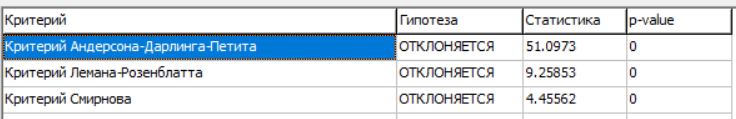 Критерий Гипотеза Статистика p-value
Критерий Андерсона-Дарлинга-Петита ОТКЛОНЯЕТСЯ 51.0973 0
Критерий Лемана-Розенблатта ОТКЛОНЯЕТСЯ 9.25853 0
Критерий Смирнова ОТКЛОНЯЕТСЯ 4.45562 0